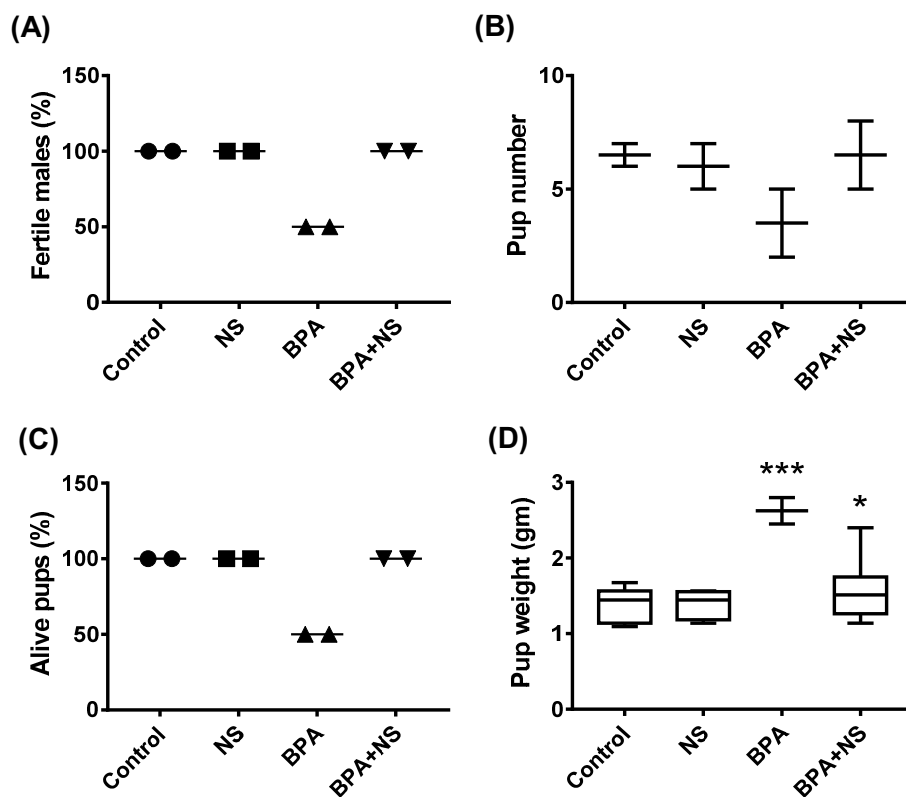 (A)
Fertile males (%)
150
100
50
0
Control
NS
BPA
BPA+NS
(B)
Pup number
10
5
0
Control
NS
BPA
BPA+NS
(C)
Alive pups (%)
150
100
50
0
Control
NS
BPA
BPA+NS
(D)
Pup weight (gm)
3
2
1
0
***
*
Control
NS
BPA
BPA+NS